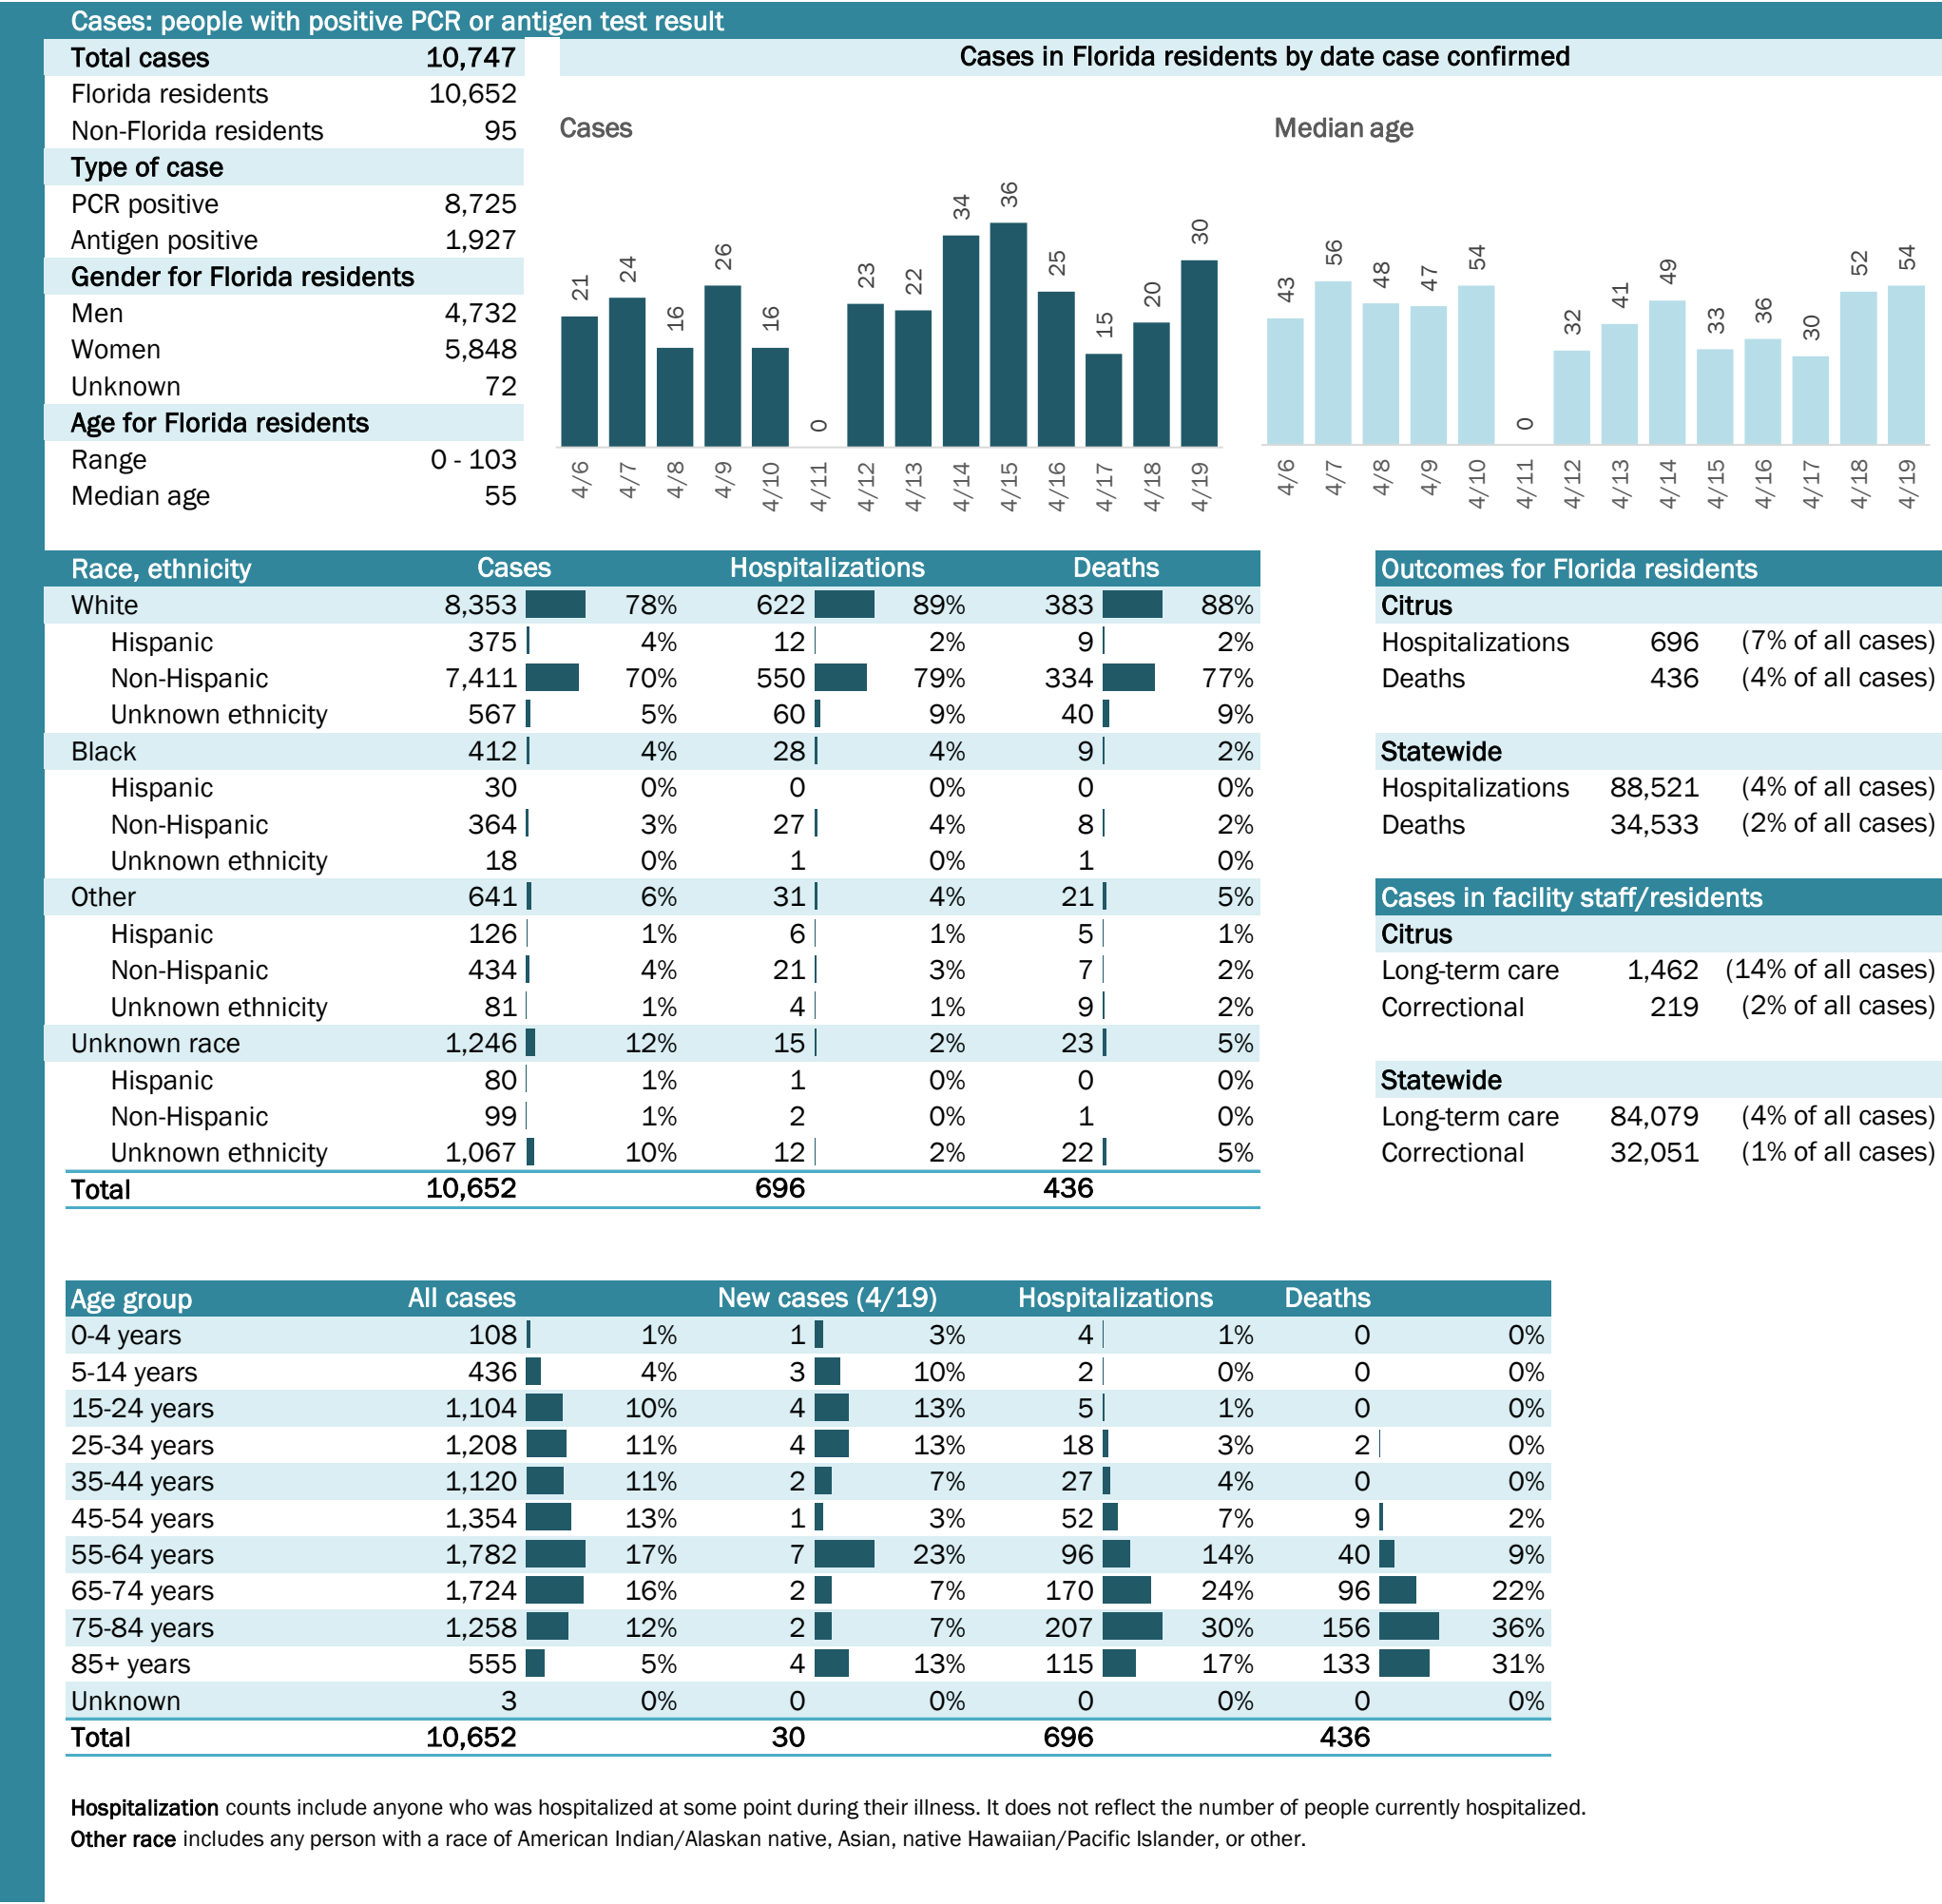 Cases: people with positive PCR or antigen test result
Total cases 10,747
Florida residents 10,652
Non-Florida residents 95
Type of case
PCR positive 8,725
Antigen positive 1,927
Gender for Florida residents
Men 4,732
Women 5,848
Unknown 72
Age for Florida residents
Range 0 - 103
Median age 55
Cases in Florida residents by date case confirmed
Cases
21 24 16 26 16 0 23 22 34 36 25 15 20 30
4/6 4/7 4/8 4/9 4/10 4/11 4/12 4/13 4/14 4/15 4/16 4/17 4/18 4/19
Median age
43 56 48 47 54 0 32 41 49 33 36 30 52 54
4/6 4/7 4/8 4/9 4/10 4/11 4/12 4/13 4/14 4/15 4/16 4/17 4/18 4/19
Race, ethnicity Cases Hospitalizations Deaths
White 8,353 78% 622 89% 383 88%
Hispanic 375 4% 12 2% 9 2%
Non-Hispanic 7,411 70% 550 79% 334 77%
Unknown ethnicity 567 5% 60 9% 40 9%
Black 412 4% 28 4% 9 2%
Hispanic 30 0% 0 0% 0 0%
Non-Hispanic 364 3% 27 4% 8 2%
Unknown ethnicity 18 0% 1 0% 1 0%
Other 641 6% 31 4% 21 5%
Hispanic 126 1% 6 1% 5 1%
Non-Hispanic 434 4% 21 3% 7 2%
Unknown ethnicity 81 1% 4 1% 9 2%
Unknown race 1,246 12% 15 2% 23 5%
Hispanic 80 1% 1 0% 0 0%
Non-Hispanic 99 1% 2 0% 1 0%
Unknown ethnicity 1,067 10% 12 2% 22 5%
Total 10,652 696 436
Outcomes for Florida residents
Citrus
Hospitalizations 696 (7% of all cases)
Deaths 436 (4% of all cases)
Statewide
Hospitalizations 88,521 (4% of all cases)
Deaths 34,533 (2% of all cases)
Cases in facility staff/residents
Citrus
Long-term care 1,462 (14% of all cases)
Correctional 219 (2% of all cases)
Statewide
Long-term care 84,079 (4% of all cases)
Correctional 32,051 (1% of all cases)
Age group All cases New cases (4/19) Hospitalizations Deaths
0-4 years 108 1% 1 3% 4 1% 0 0%
5-14 years 436 4% 3 10% 2 0% 0 0%
15-24 years 1,104 10% 4 13% 5 1% 0 0%
25-34 years 1,208 11% 4 13% 18 3% 2 0%
35-44 years 1,120 11% 2 7% 27 4% 0 0%
45-54 years 1,354 13% 1 3% 52 7% 9 2%
55-64 years 1,782 17% 7 23% 96 14% 40 9%
65-74 years 1,724 16% 2 7% 170 24% 96 22%
75-84 years 1,258 12% 2 7% 207 30% 156 36%
85+ years 555 5% 4 13% 115 17% 133 31%
Unknown 3 0% 0 0% 0 0% 0 0%
Total 10,652 30 696 436
Hospitalization counts include anyone who was hospitalized at some point during their illness. It does not reflect the number of people currently hospitalized.
Other race includes any person with a race of American Indian/Alaskan native, Asian, native Hawaiian/Pacific Islander, or other.